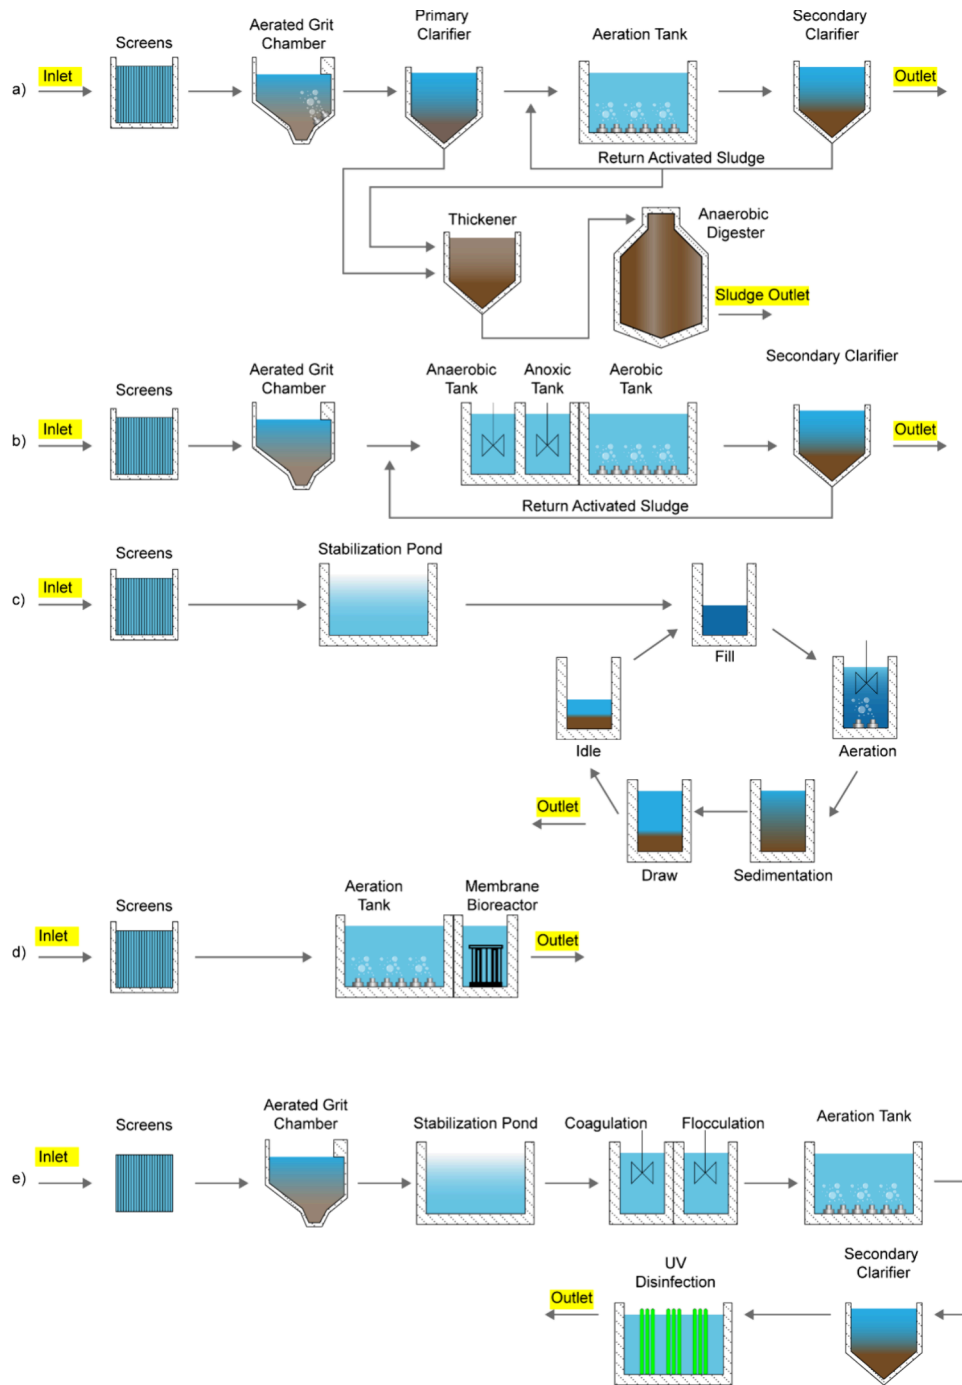 a)
Inlet
Screens
Aerated Grit
Chamber
Primary
Clarifier
Aeration Tank
Secondary
Clarifier
Outlet
Return Activated Sludge
Thickener
Anaerobic
Digester
Sludge Outlet
b)
Inlet
Screens
Aerated Grit
Chamber
Anaerobic
Tank
Anoxic
Tank
Aerobic
Tank
Secondary Clarifier
Outlet
Return Activated Sludge
c)
Inlet
Screens
Stabilization Pond
Fill
Aeration
Sedimentation
Draw
Idle
Outlet
d)
Inlet
Screens
Aeration
Tank
Membrane
Bioreactor
Outlet
e)
Inlet
Screens
Aerated Grit
Chamber
Stabilization Pond
Coagulation
Flocculation
Aeration Tank
Secondary
Clarifier
UV
Disinfection
Outlet